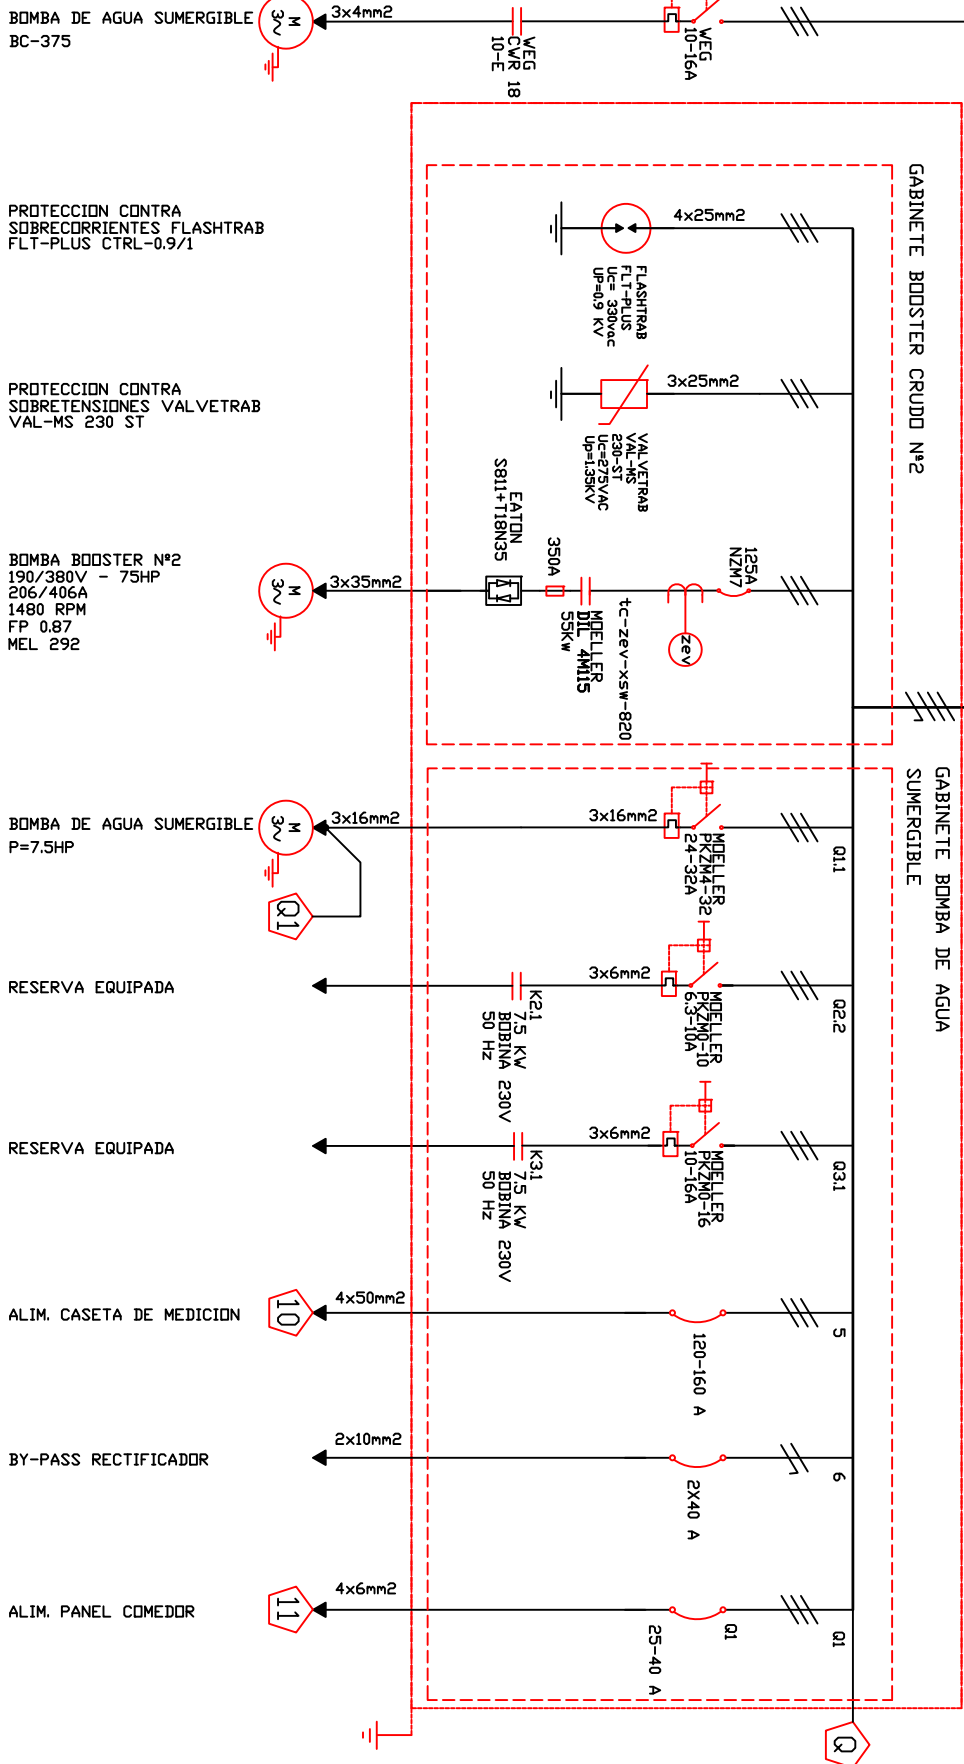 BOMBA DE AGUA SUMERGIBLE
BC-375
3x4mm2
WEG
CWR 18
10-E
WEG
10-16A
GABINETE BOOSTER CRUDO Nº2
PROTECCION CONTRA
SOBRECORRIENTES FLASHTRAB
FLT-PLUS CTRL-0.9/1
4x25mm2
FLASHTRAB
FLT-PLUS
Uc= 330vac
UP=0.9 KV
PROTECCION CONTRA
SOBRETENSIONES VALVETRAB
VAL-MS 230 ST
3x25mm2
VALVETRAB
VAL-MS
230-ST
Uc=275VAC
Up=1.35KV
BOMBA BOOSTER Nº2
190/380V - 75HP
206/406A
1480 RPM
FP 0.87
MEL 292
M
3~
3x35mm2
EATON
S811+T18N35
350A
MOELLER
DIL 4M115
55Kw
tc-zev-xsw-820
zev
125A
NZM7
GABINETE BOMBA DE AGUA
SUMERGIBLE
BOMBA DE AGUA SUMERGIBLE
P=7.5HP
M
3~
3x16mm2
3x16mm2
MOELLER
PKZM4-32
24-32A
Q1.1
Q1
RESERVA EQUIPADA
K2.1
7.5 KW
BOBINA 230V
50 Hz
3x6mm2
MOELLER
PKZM0-10
6.3-10A
Q2.2
RESERVA EQUIPADA
K3.1
7.5 KW
BOBINA 230V
50 Hz
3x6mm2
MOELLER
PKZM0-16
10-16A
Q3.1
ALIM. CASETA DE MEDICION
10
4x50mm2
120-160 A
5
BY-PASS RECTIFICADOR
2x10mm2
2X40 A
6
ALIM. PANEL COMEDOR
11
4x6mm2
25-40 A
Q1
Q1
Q
M
3~